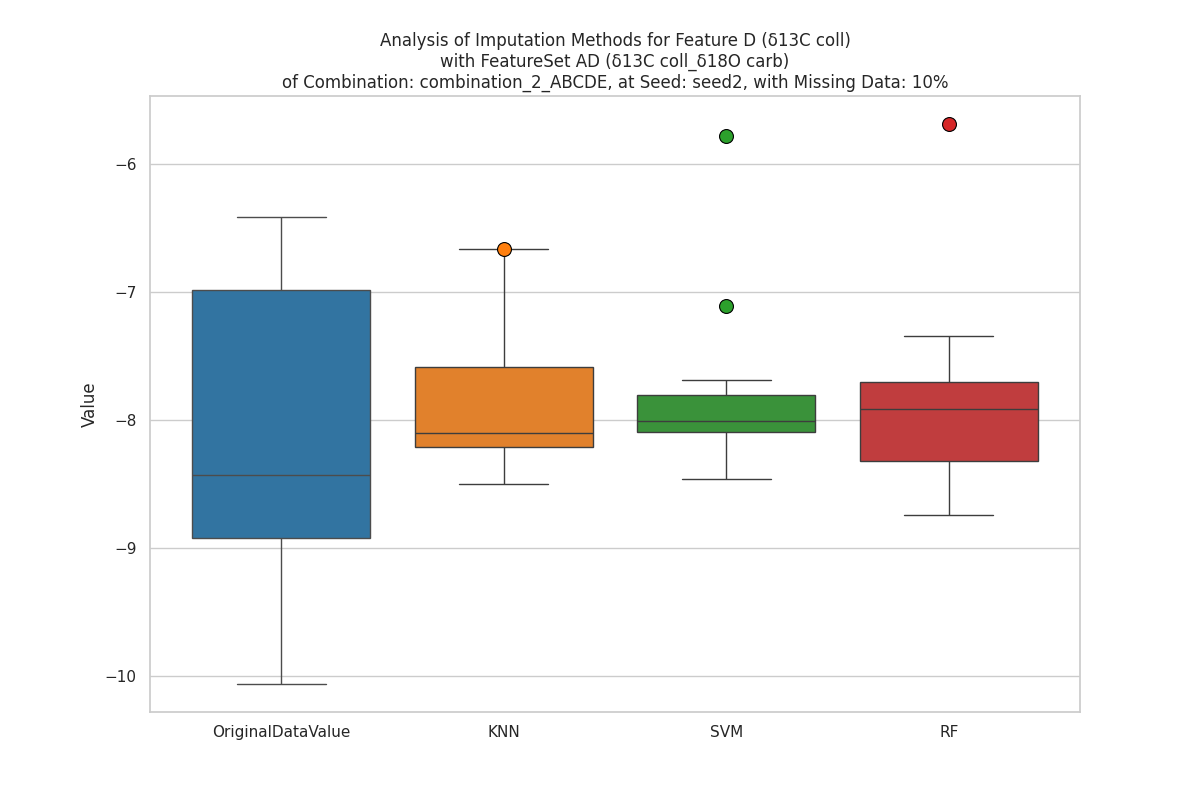 Analysis of Imputation Methods for Feature D (δ13C coll)
with FeatureSet AD (δ13C coll_δ18O carb)
of Combination: combination_2_ABCDE, at Seed: seed2, with Missing Data: 10%
−6
−7
−8
−9
−10
Value
OriginalDataValue
KNN
SVM
RF